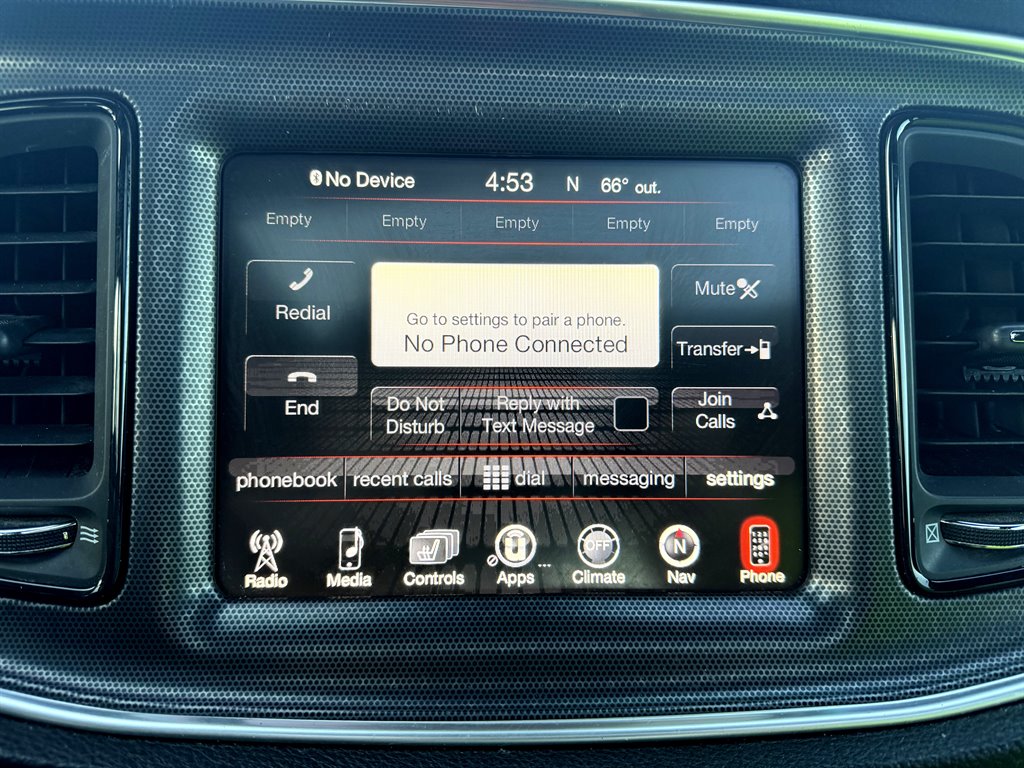 No Device 4:53 N 66° out.
Empty Empty Empty Empty Empty
Redial
Go to settings to pair a phone.
No Phone Connected
Mute
Transfer
End
Do Not
Disturb
Reply with
Text Message
Join
Calls
phonebook recent calls dial messaging settings
OFF N
Radio Media Controls Apps Climate Nav Phone